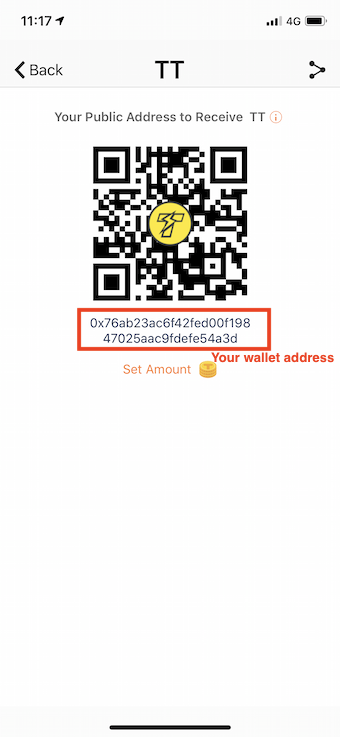 11:17
4G
Back
TT
Your Public Address to Receive TT
0x76ab23ac6f42fed00f198
47025aac9fdefe54a3d
Your wallet address
Set Amount